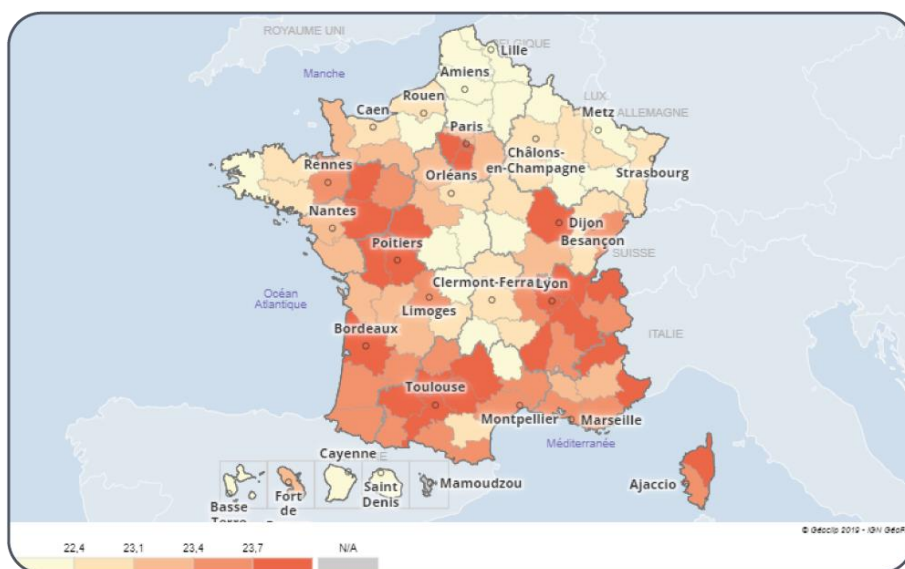 ROYAUME UNI
BELGIQUE
Lille
Manche
Amiens
Rouen
LUX
Caen
Metz
ALLEMAGNE
Paris
Châlons-
en-Champagne
Rennes
Orléans
Strasbourg
Nantes
Dijon
Besançon
Poitiers
SUISSE
Clermont-Ferra
Lyon
Océan
Atlantique
Limoges
Bordeaux
ITALIE
Toulouse
Montpellier
Marseille
Méditerranée
Cayenne
Saint
Denis
Mamoudzou
Ajaccio
Basse
Terre
Fort
de
© Géoclip 2019 - IGN GéoF
22,4
23,1
23,4
23,7
N/A